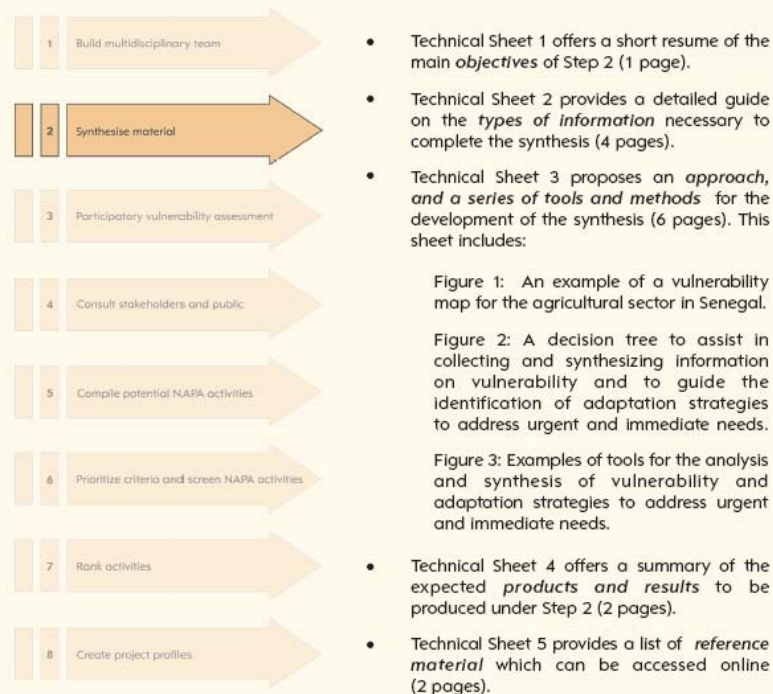 1 Build multidisciplinary team
2 Synthesise material
3 Participatory vulnerability assessment
4 Consult stakeholders and public
5 Compile potential NAPA activities
6 Prioritize criteria and screen NAPA activities
7 Rank activities
8 Create project profiles
• Technical Sheet 1 offers a short resume of the
main objectives of Step 2 (1 page).
• Technical Sheet 2 provides a detailed guide
on the types of information necessary to
complete the synthesis (4 pages).
• Technical Sheet 3 proposes an approach,
and a series of tools and methods for the
development of the synthesis (6 pages). This
sheet includes:
Figure 1: An example of a vulnerability
map for the agricultural sector in Senegal.
Figure 2: A decision tree to assist in
collecting and synthesizing information
on vulnerability and to guide the
identification of adaptation strategies
to address urgent and immediate needs.
Figure 3: Examples of tools for the analysis
and synthesis of vulnerability and
adaptation strategies to address urgent
and immediate needs.
• Technical Sheet 4 offers a summary of the
expected products and results to be
produced under Step 2 (2 pages).
• Technical Sheet 5 provides a list of reference
material which can be accessed online
(2 pages).